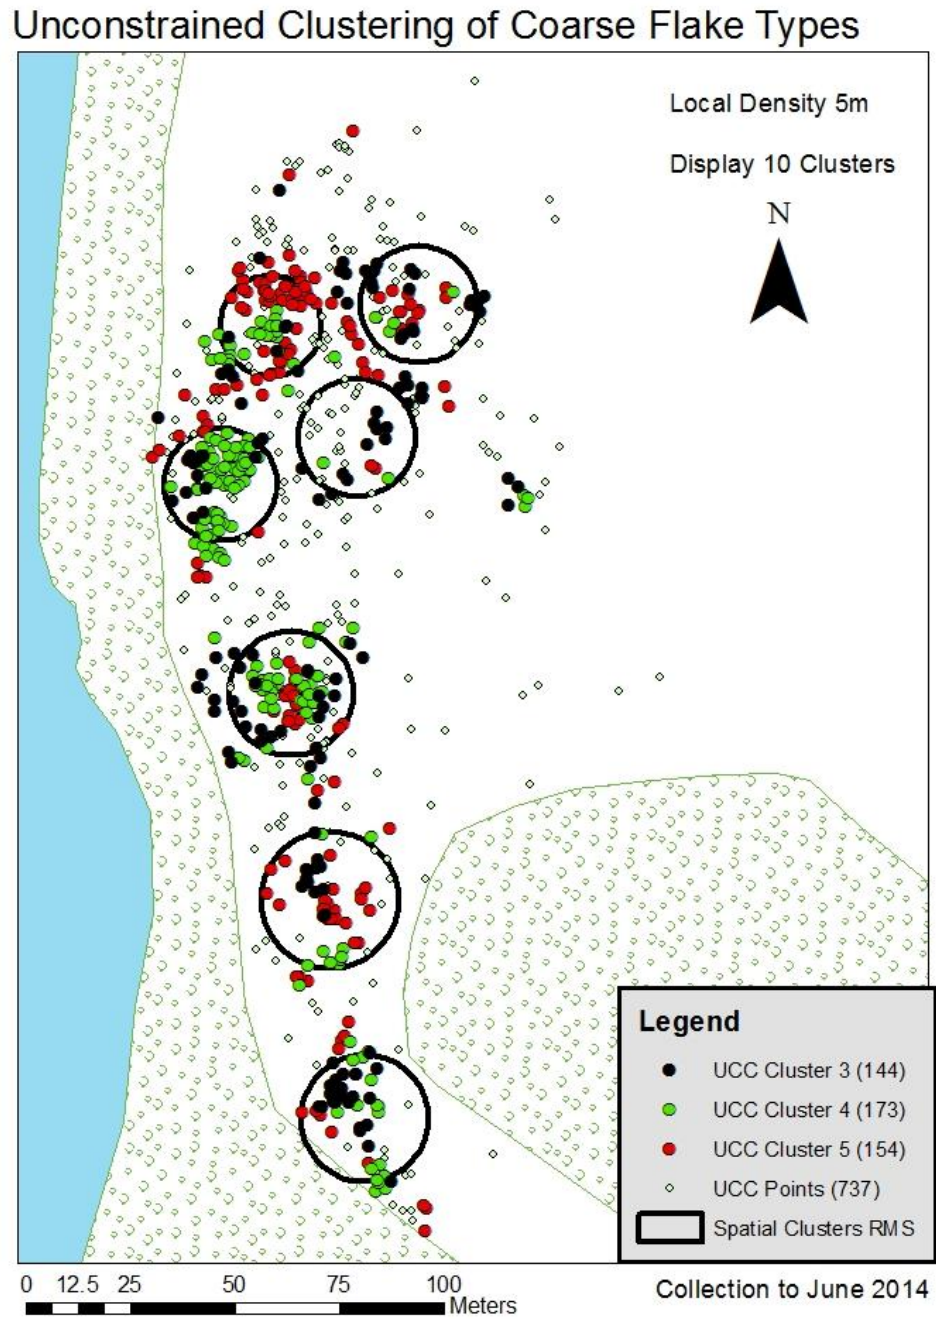 Unconstrained Clustering of Coarse Flake Types
Local Density 5m
Display 10 Clusters
N
Legend
UCC Cluster 3 (144)
UCC Cluster 4 (173)
UCC Cluster 5 (154)
UCC Points (737)
Spatial Clusters RMS
0 12.5 25 50 75 100
Meters
Collection to June 2014